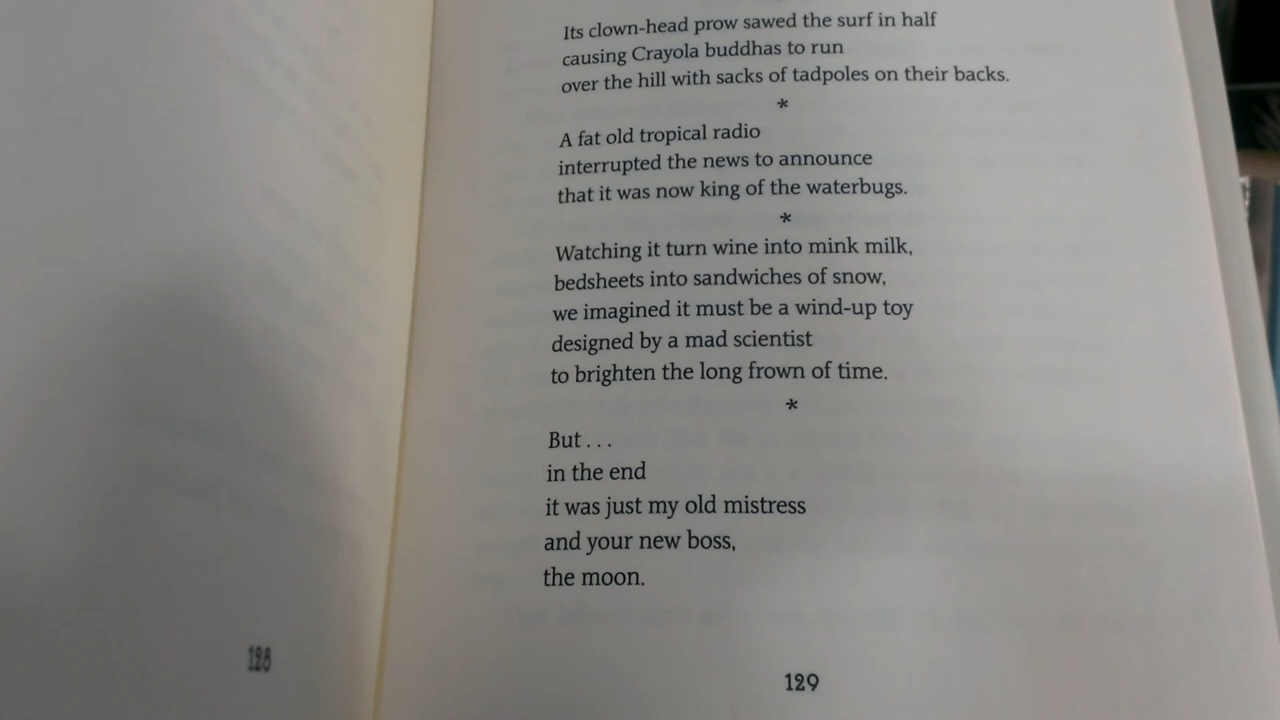 Its clown-head prow sawed the surf in half
causing Crayola buddhas to run
over the hill with sacks of tadpoles on their backs.
*
A fat old tropical radio
interrupted the news to announce
that it was now king of the waterbugs.
*
Watching it turn wine into mink milk,
bedsheets into sandwiches of snow,
we imagined it must be a wind-up toy
designed by a mad scientist
to brighten the long frown of time.
*
But...
in the end
it was just my old mistress
and your new boss,
the moon.
128
129